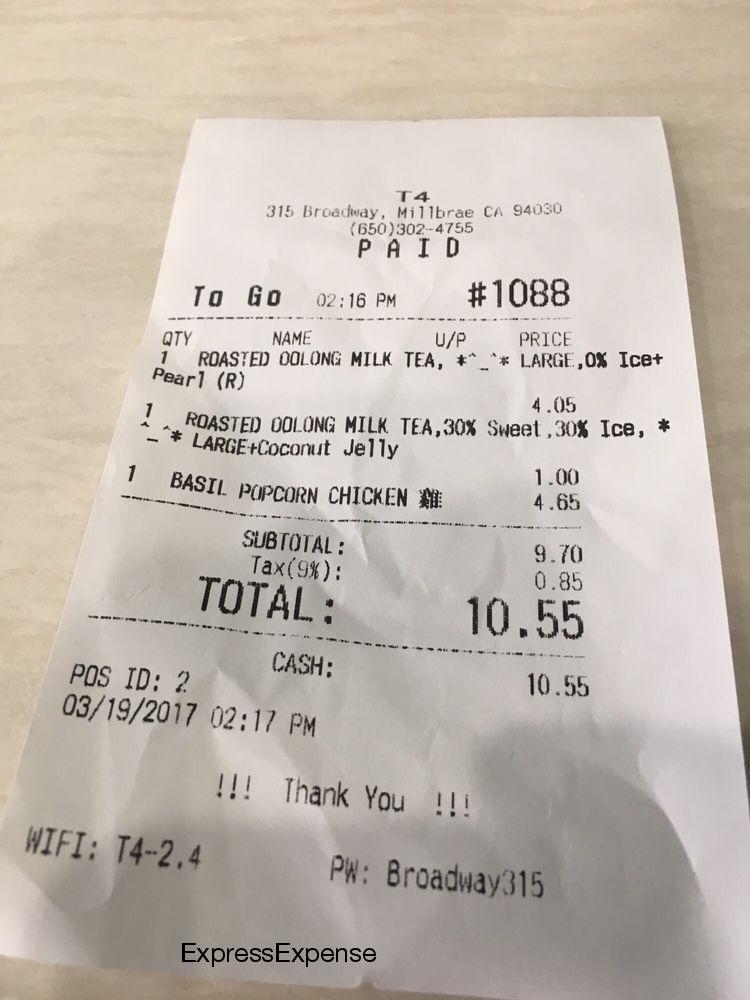 T4
315 Broadway, Millbrae CA 94030
(650)302-4755
PAID
To Go 02:16 PM #1088
QTY NAME U/P PRICE
1 ROASTED OOLONG MILK TEA, *^_^* LARGE,0% Ice+
Pearl (R)
4.05
1 ROASTED OOLONG MILK TEA,30% Sweet,30% Ice, *
^_^* LARGE+Coconut Jelly
1.00
1 BASIL POPCORN CHICKEN 雞 4.65
SUBTOTAL: 9.70
Tax(9%): 0.85
TOTAL: 10.55
CASH: 10.55
POS ID: 2
03/19/2017 02:17 PM
!!! Thank You !!!
WIFI: T4-2.4 PW: Broadway315
ExpressExpense